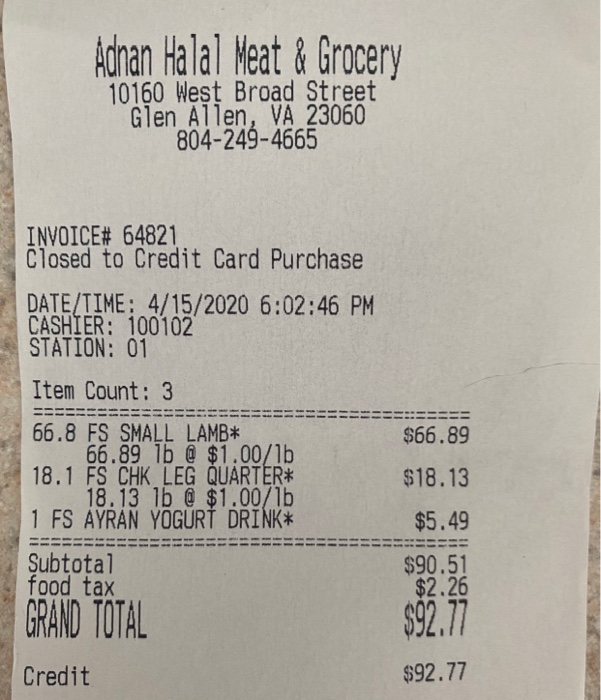 Adnan Halal Meat & Grocery
10160 West Broad Street
Glen Allen, VA 23060
804-249-4665
INVOICE# 64821
Closed to Credit Card Purchase
DATE/TIME: 4/15/2020 6:02:46 PM
CASHIER: 100102
STATION: 01
Item Count: 3
========================================
66.8 FS SMALL LAMB* $66.89
66.89 lb @ $1.00/lb
18.1 FS CHK LEG QUARTER* $18.13
18.13 lb @ $1.00/lb
1 FS AYRAN YOGURT DRINK* $5.49
========================================
Subtotal $90.51
food tax $2.26
GRAND TOTAL $92.77
Credit $92.77